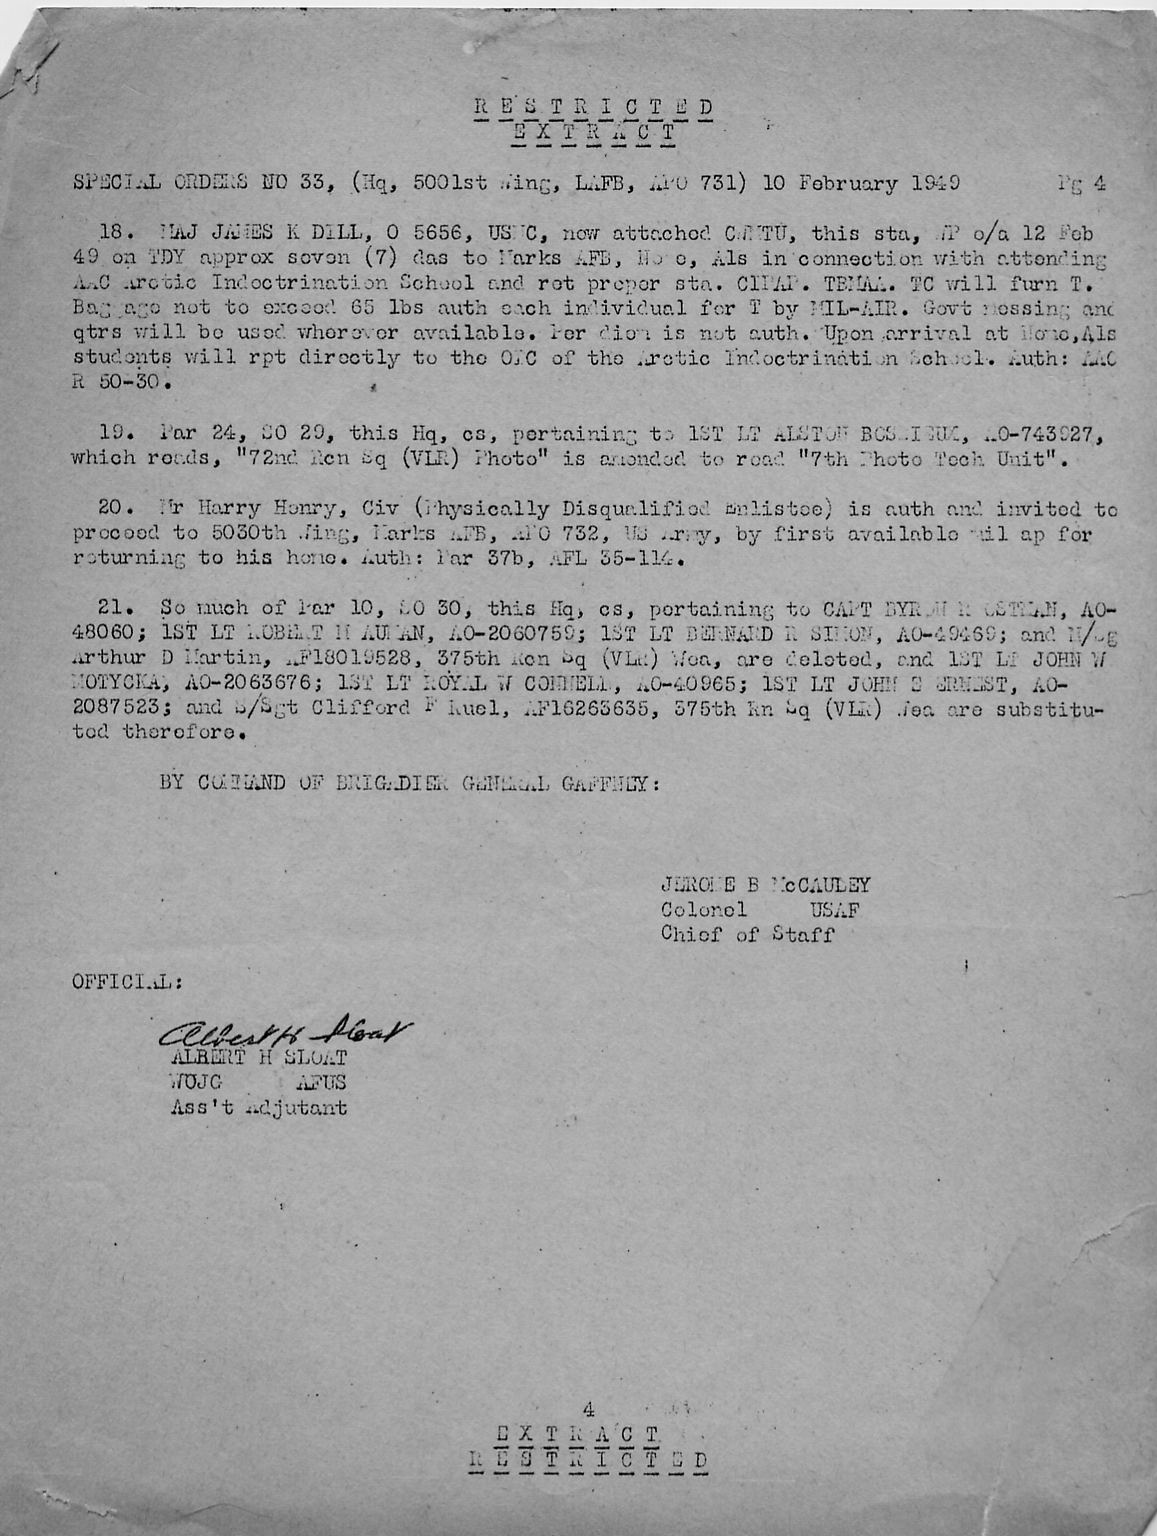 RESTRICTED
EXTRACT
SPECIAL ORDERS NO 33, (Hq, 5001st Wing, LAFB, APO 731) 10 February 1949 Pg 4
18. MAJ JAMES K DILL, O 5656, USMC, now attached this sta, WP o/a 12 Feb
49 on TDY approx seven (7) das to Marks AFB, Nome, Als in connection with attending
AAC Arctic Indoctrination School and ret proper sta. CIPAP. TBMAA. TC will furn T.
Baggage not to exceed 65 lbs auth each individual for T by MIL-AIR. Govt messing and
qtrs will be used wherever available. Per diem is not auth. Upon arrival at Nome,Als
students will rpt directly to the OIC of the Arctic Indoctrination School. Auth: AAC
R 50-30.
19. Par 24, SO 29, this Hq, cs, pertaining to 1ST LT ALSTON AO-743927,
which reads, "72nd Rcn Sq (VLR) Photo" is amended to read "7th Photo Tech Unit".
20. Mr Harry Henry, Civ (Physically Disqualified Enlistee) is auth and invited to
proceed to 5030th Wing, Marks AFB, APO 732, US Army, by first available mil ap for
returning to his home. Auth: Par 37b, AFL 35-114.
21. So much of Par 10, SO 30, this Hq, cs, pertaining to CAPT BYRON AO-
48060; 1ST LT ROBERT M AUMAN, AO-2060759; 1ST LT BERNARD R SIMON, AO-49469; and M/Sg
Arthur D Martin, AF18019528, 375th Rcn Sq (VLR) Wea, are deleted, and 1ST LT JOHN W
MOTYCKA, AO-2063676; 1ST LT ROYAL W CONNELL, AO-40965; 1ST LT JOHN E ERNEST, AO-
2087523; and S/Sgt Clifford F Ruel, AF16263635, 375th Rn Sq (VLR) Wea are substitu-
ted therefore.
BY COMMAND OF BRIGADIER GENERAL GAFFNEY:
JEROME B McCAULEY
Colonel USAF
Chief of Staff
OFFICIAL:
Albert H Sloat
ALBERT H SLOAT
WOJG AFUS
Ass't Adjutant
4
EXTRACT
RESTRICTED